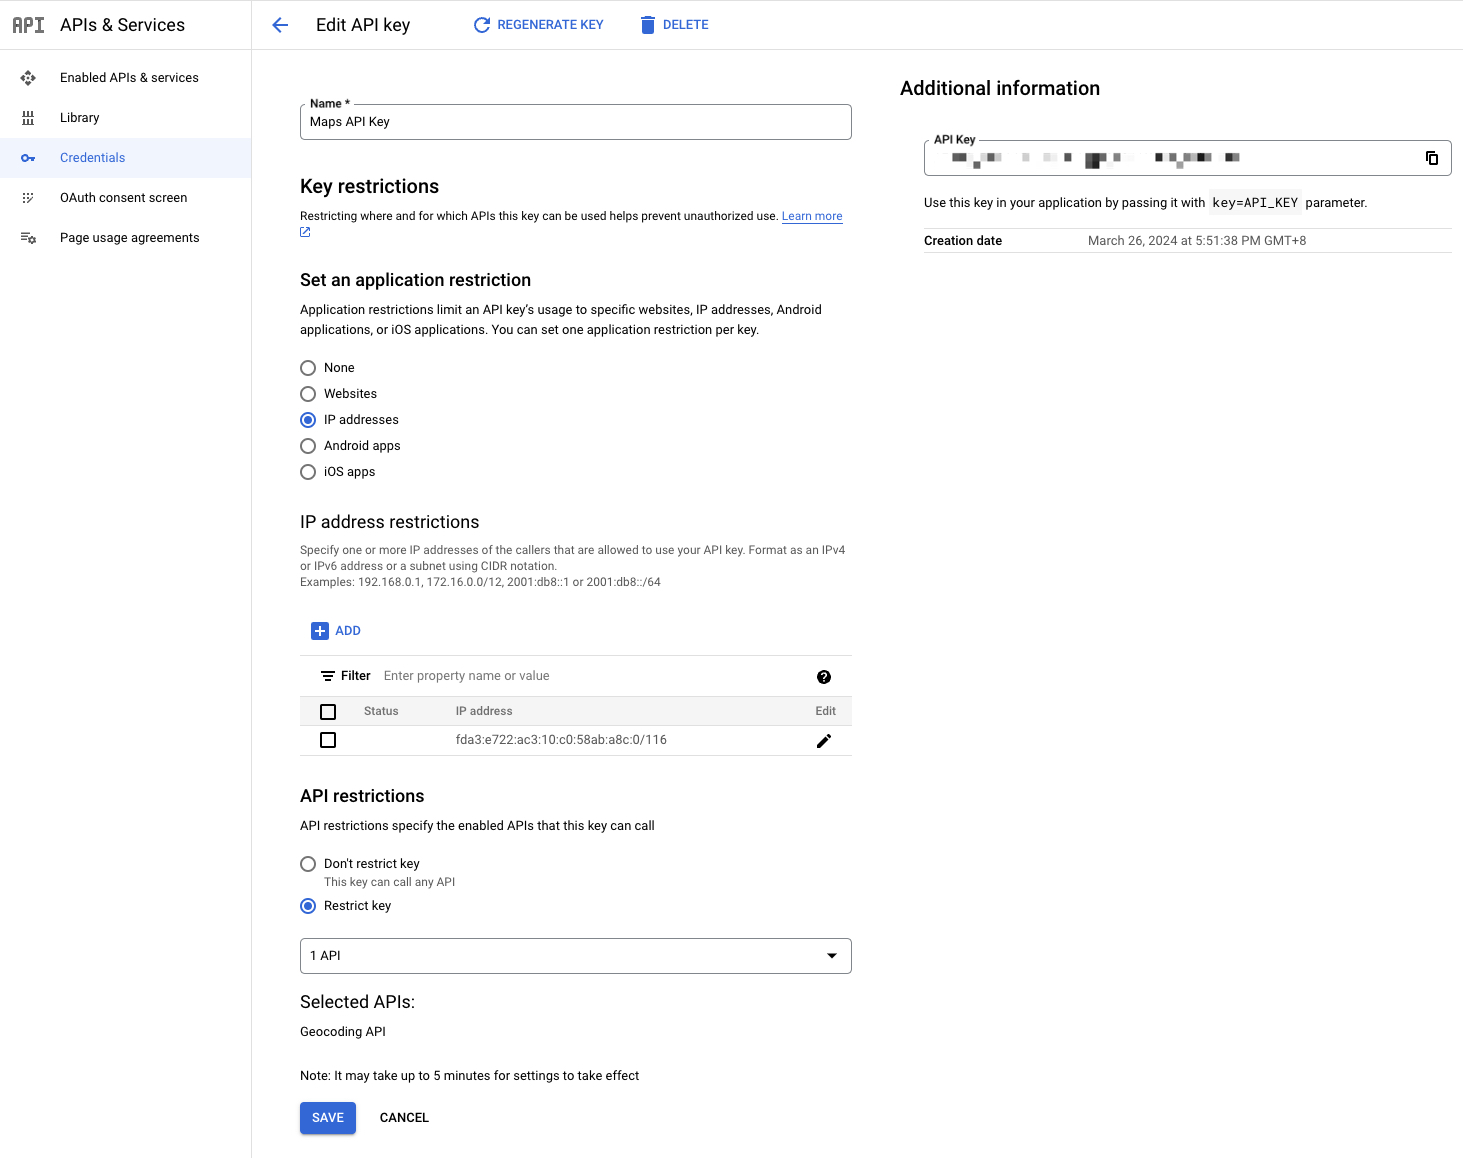 API APIs & Services
Enabled APIs & services
Library
Credentials
OAuth consent screen
Page usage agreements
Edit API key
REGENERATE KEY
DELETE
Name *
Maps API Key
Key restrictions
Restricting where and for which APIs this key can be used helps prevent unauthorized use. Learn more
Set an application restriction
Application restrictions limit an API key’s usage to specific websites, IP addresses, Android
applications, or iOS applications. You can set one application restriction per key.
None
Websites
IP addresses
Android apps
iOS apps
IP address restrictions
Specify one or more IP addresses of the callers that are allowed to use your API key. Format as an IPv4
or IPv6 address or a subnet using CIDR notation.
Examples: 192.168.0.1, 172.16.0.0/12, 2001:db8::1 or 2001:db8::/64
ADD
Filter Enter property name or value
Status IP address Edit
fda3:e722:ac3:10:c0:58ab:a8c:0/116
API restrictions
API restrictions specify the enabled APIs that this key can call
Don't restrict key
This key can call any API
Restrict key
1 API
Selected APIs:
Geocoding API
Note: It may take up to 5 minutes for settings to take effect
SAVE CANCEL
Additional information
API Key
Use this key in your application by passing it with key=API_KEY parameter.
Creation date March 26, 2024 at 5:51:38 PM GMT+8